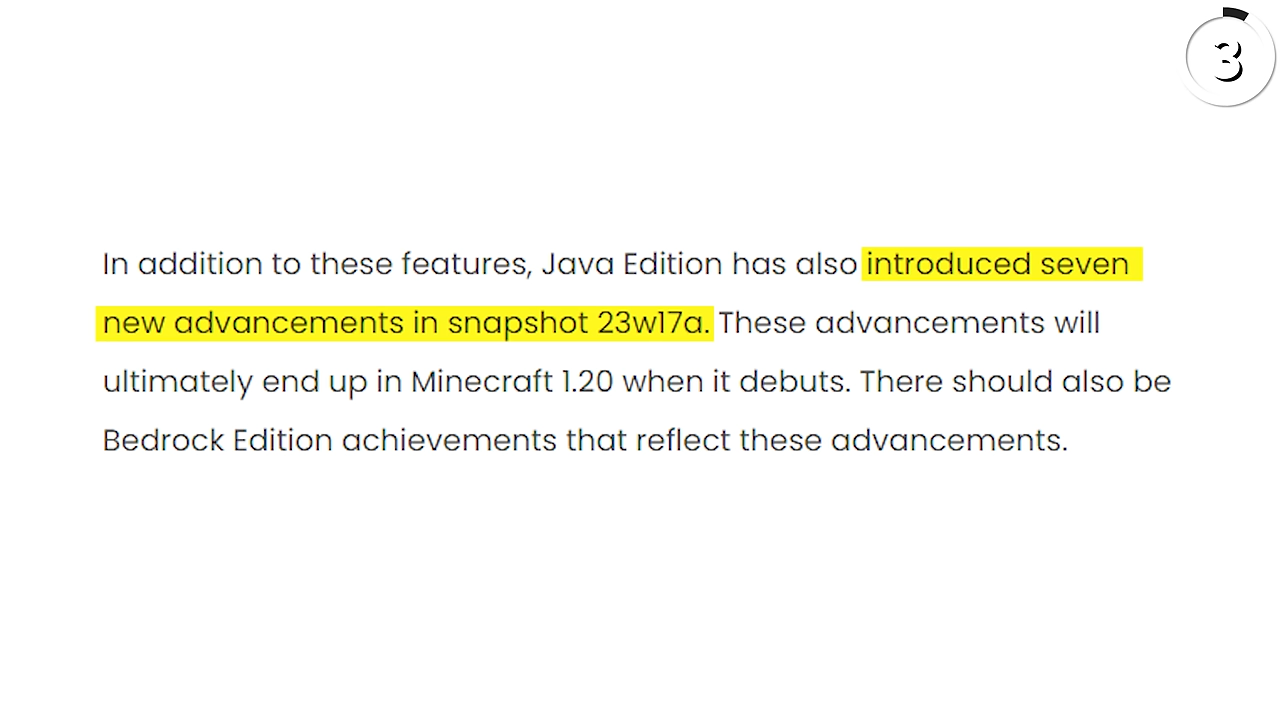 3
In addition to these features, Java Edition has also introduced seven
new advancements in snapshot 23w17a. These advancements will
ultimately end up in Minecraft 1.20 when it debuts. There should also be
Bedrock Edition achievements that reflect these advancements.